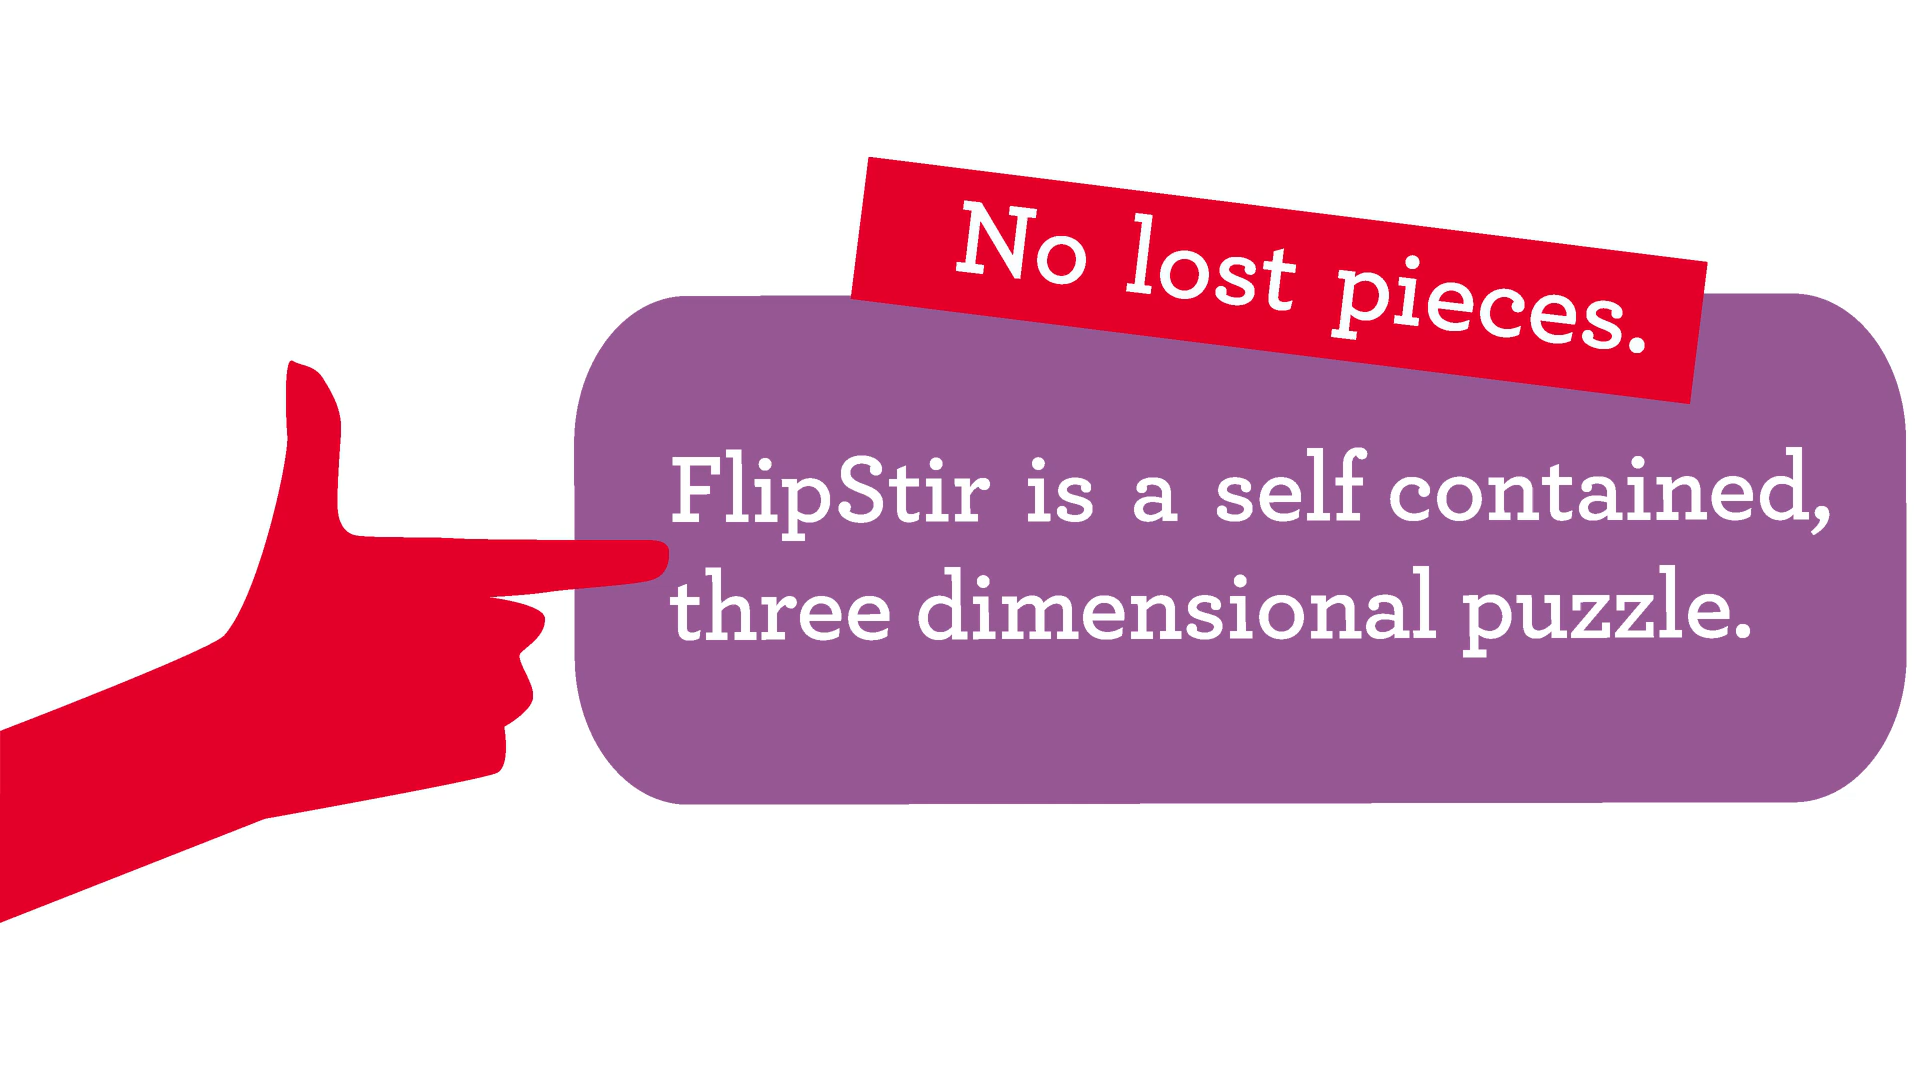 No lost pieces.
FlipStir is a self contained,
three dimensional puzzle.